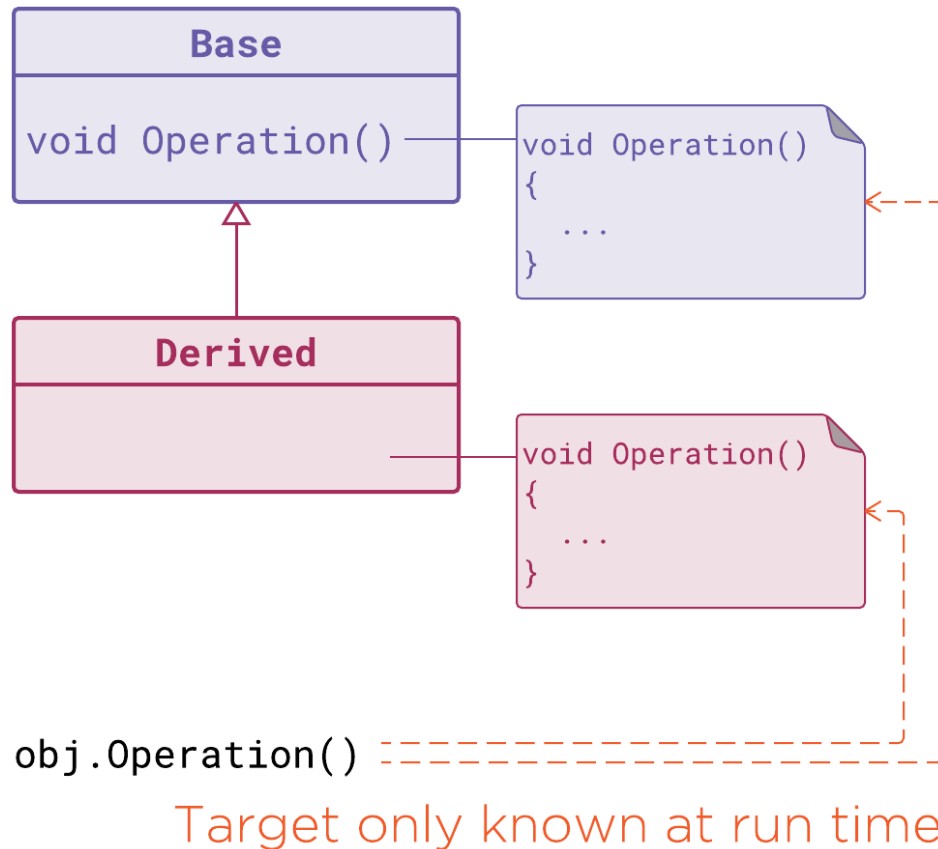 Base
void Operation()
void Operation()
{
...
}
Derived
void Operation()
{
...
}
obj.Operation()
Target only known at run time